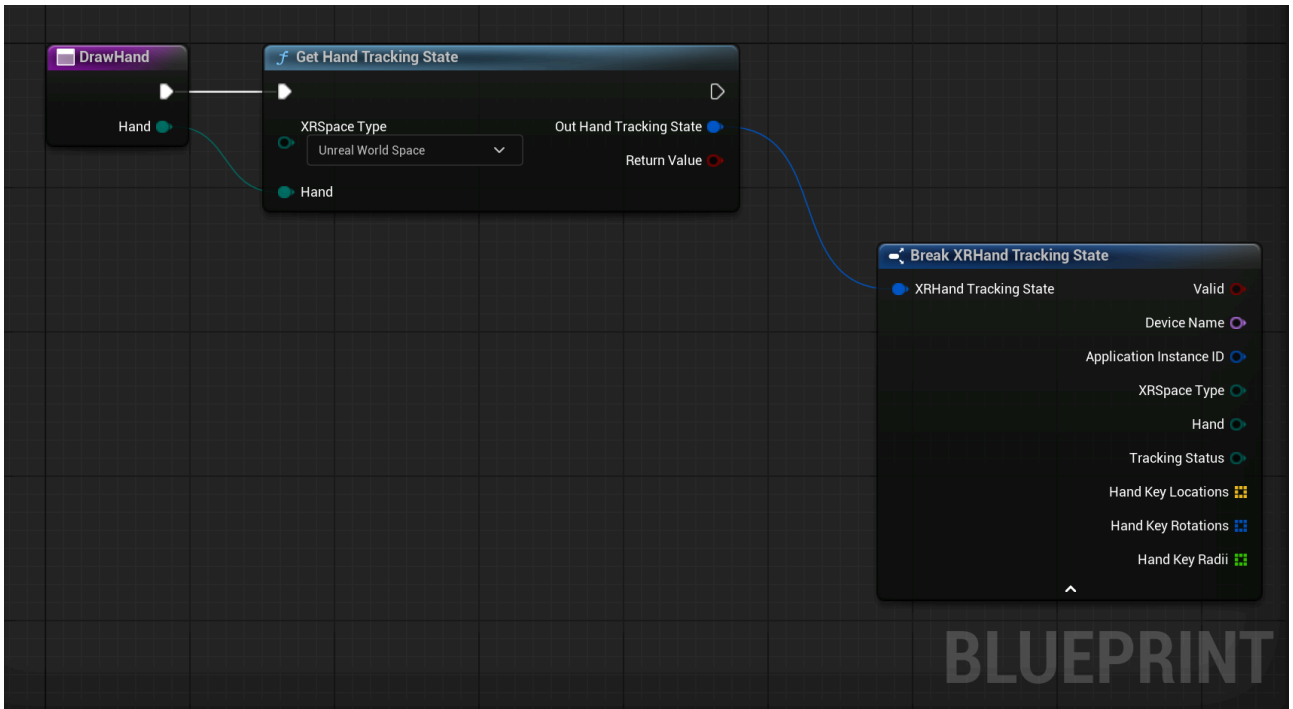 DrawHand
Hand
f Get Hand Tracking State
XRSpace Type
Unreal World Space
Hand
Out Hand Tracking State
Return Value
Break XRHand Tracking State
XRHand Tracking State
Valid
Device Name
Application Instance ID
XRSpace Type
Hand
Tracking Status
Hand Key Locations
Hand Key Rotations
Hand Key Radii
BLUEPRINT